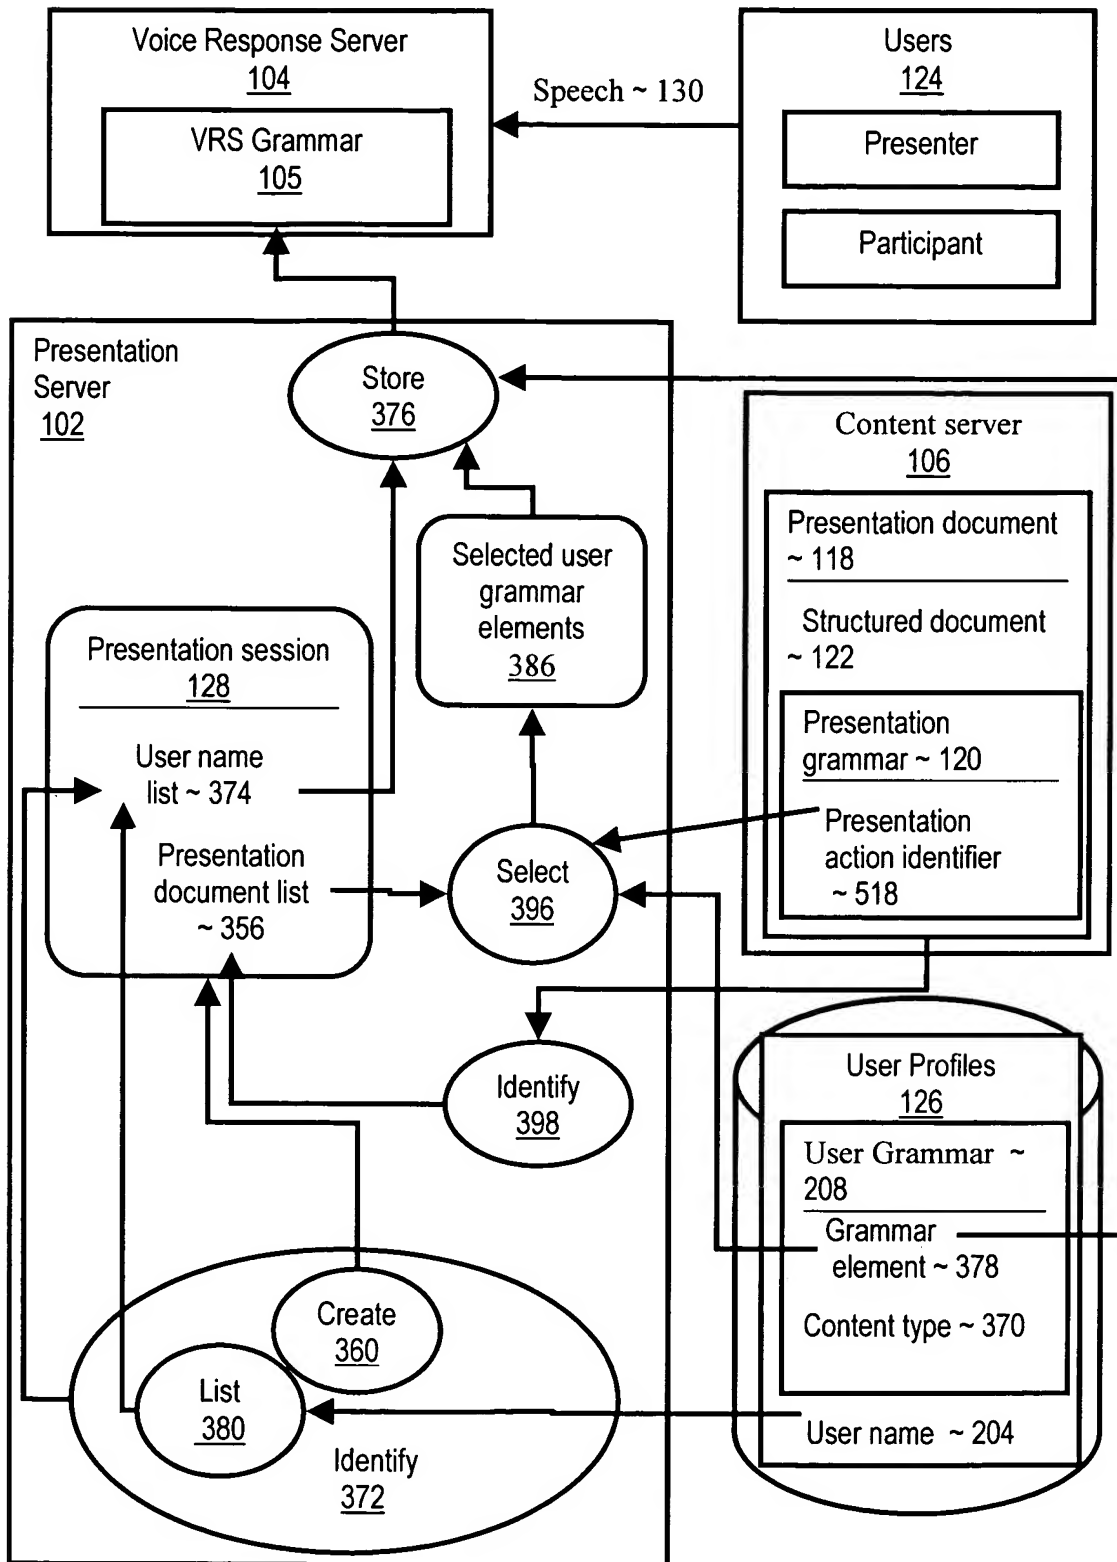 Voice Response Server
104
VRS Grammar
105
Speech ~ 130
Users
124
Presenter
Participant
Presentation
Server
102
Store
376
Content server
106
Presentation document
~ 118
Structured document
~ 122
Presentation
grammar ~ 120
Presentation
action identifier
~ 518
Selected user
grammar
elements
386
Presentation session
128
User name
list ~ 374
Presentation
document list
~ 356
Select
396
Identify
398
User Profiles
126
User Grammar ~
208
Grammar
element ~ 378
Content type ~ 370
User name ~ 204
Create
360
List
380
Identify
372